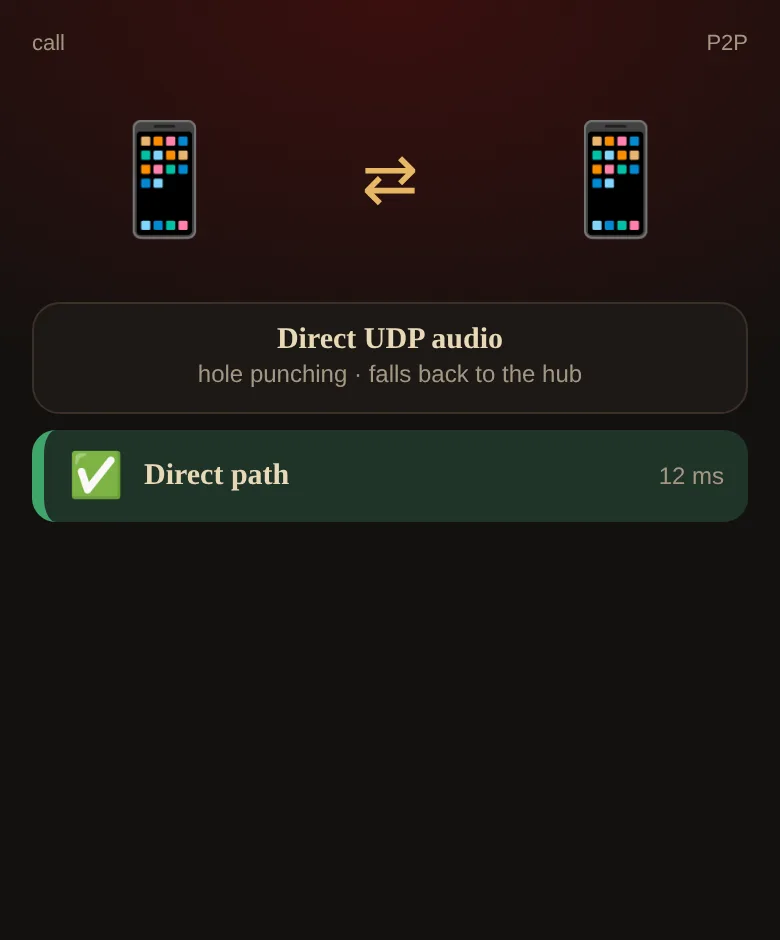 call
P2P
Direct UDP audio
hole punching · falls back to the hub
Direct path
12 ms